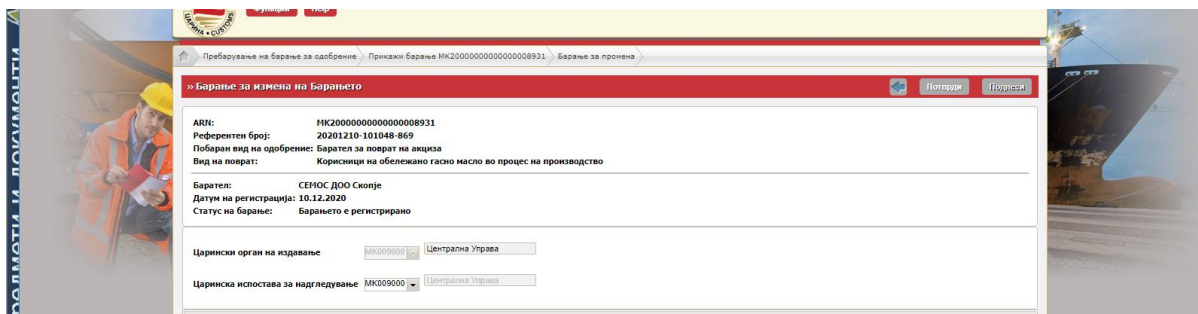 ЦАРИНА • CUSTOMS
Функции Help
Пребарување на барање за одобрение Прикажи барање MK20000000000000008931 Барање за промена
» Барање за измена на Барањето Потврди Поднеси
ARN: MK20000000000000008931
Референтен број: 20201210-101048-869
Побаран вид на одобрение: Барател за поврат на акциза
Вид на поврат: Корисници на обележано гасно масло во процес на производство
Барател: СЕМОС ДОО Скопје
Датум на регистрација: 10.12.2020
Статус на барање: Барањето е регистрирано
Царински орган на издавање MK009000 Централна Управа
Царинска испостава за надгледување MK009000 Централна Управа
И ДОКУМЕНТИ